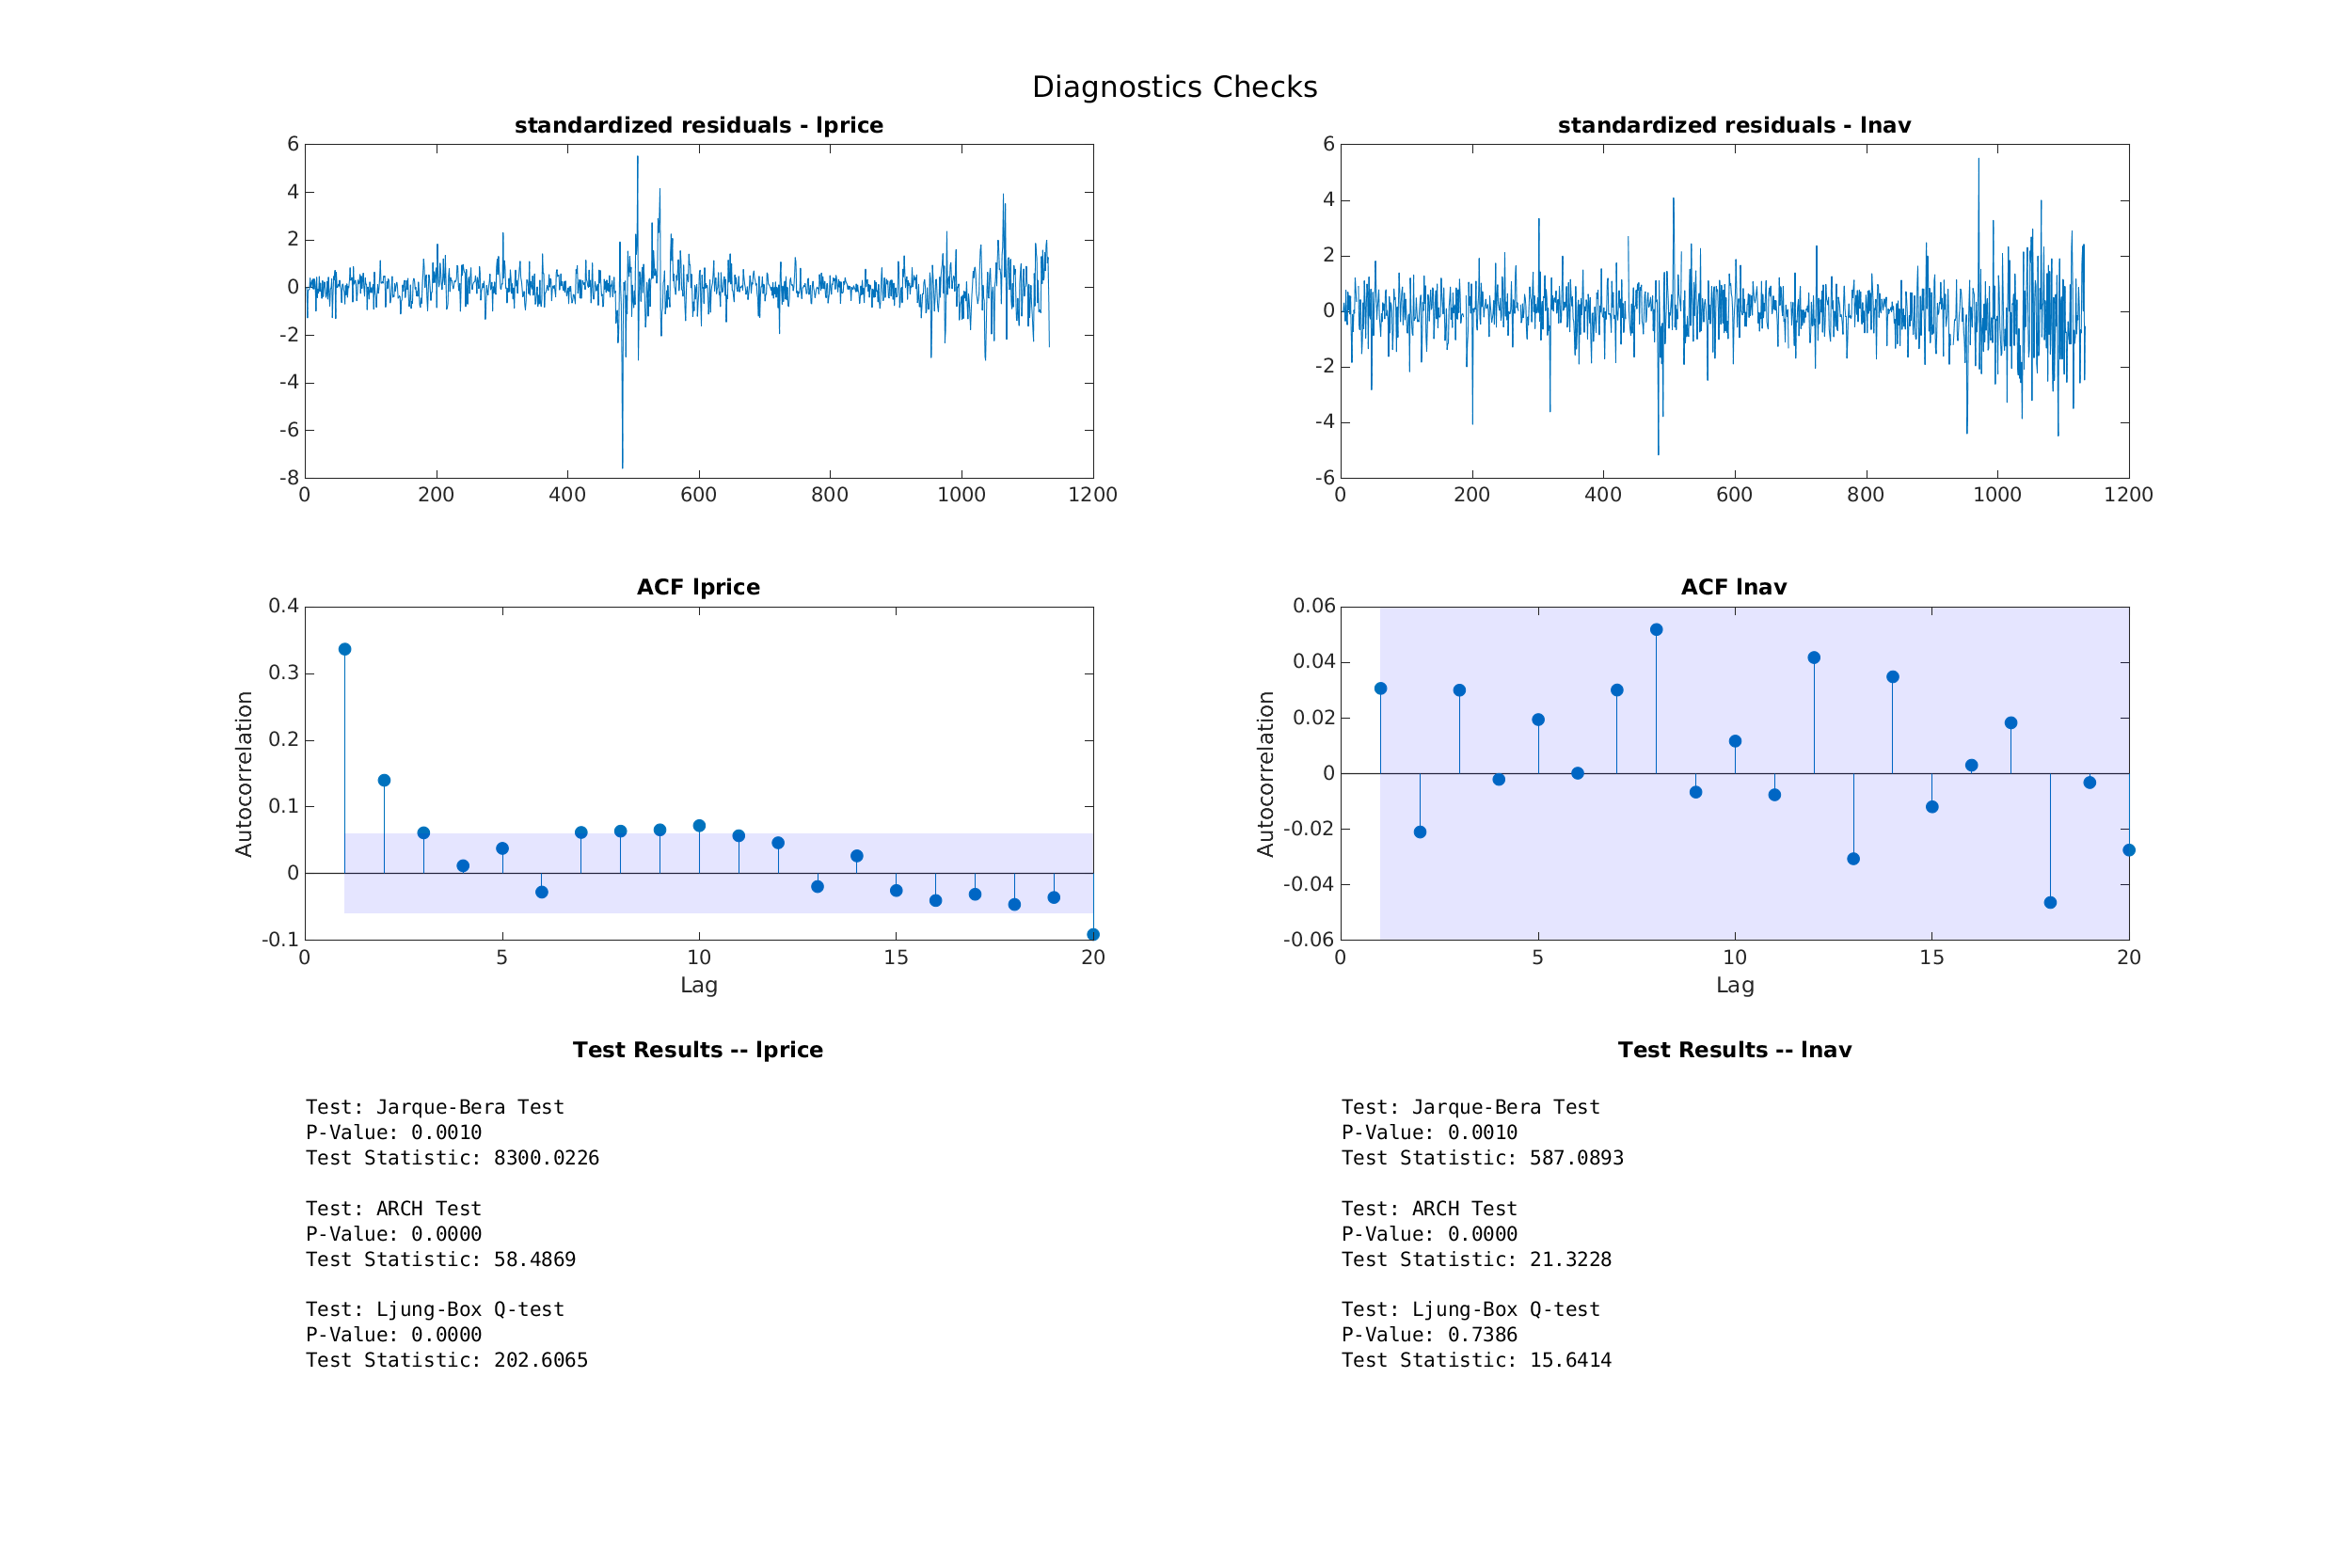 Diagnostics Checks
standardized residuals - lprice
6
4
2
0
-2
-4
-6
-8
0 200 400 600 800 1000 1200
standardized residuals - lnav
6
4
2
0
-2
-4
-6
0 200 400 600 800 1000 1200
ACF lprice
Autocorrelation
0.4
0.3
0.2
0.1
0
-0.1
0 5 10 15 20
Lag
ACF lnav
Autocorrelation
0.06
0.04
0.02
0
-0.02
-0.04
-0.06
0 5 10 15 20
Lag
Test Results -- lprice
Test: Jarque-Bera Test
P-Value: 0.0010
Test Statistic: 8300.0226
Test: ARCH Test
P-Value: 0.0000
Test Statistic: 58.4869
Test: Ljung-Box Q-test
P-Value: 0.0000
Test Statistic: 202.6065
Test Results -- lnav
Test: Jarque-Bera Test
P-Value: 0.0010
Test Statistic: 587.0893
Test: ARCH Test
P-Value: 0.0000
Test Statistic: 21.3228
Test: Ljung-Box Q-test
P-Value: 0.7386
Test Statistic: 15.6414